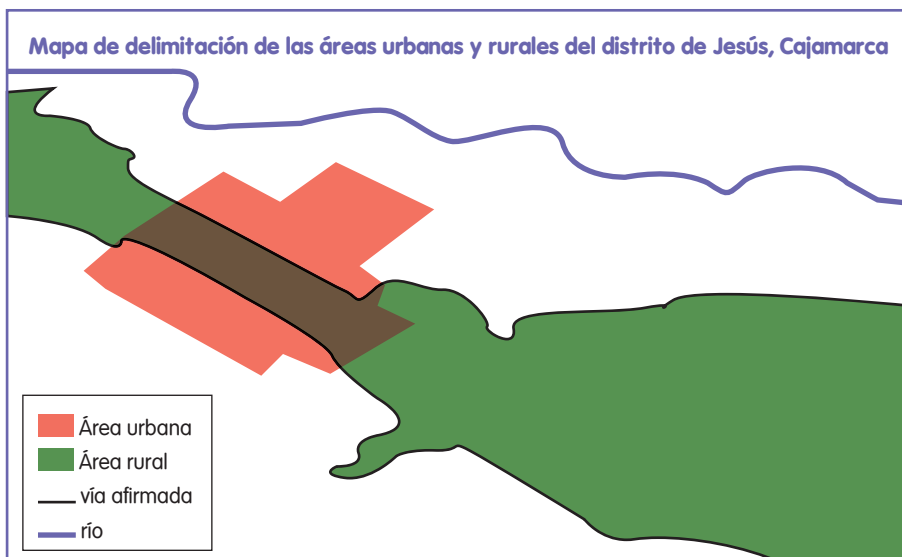 Mapa de delimitación de las áreas urbanas y rurales del distrito de Jesús, Cajamarca
Área urbana
Área rural
vía afirmada
río